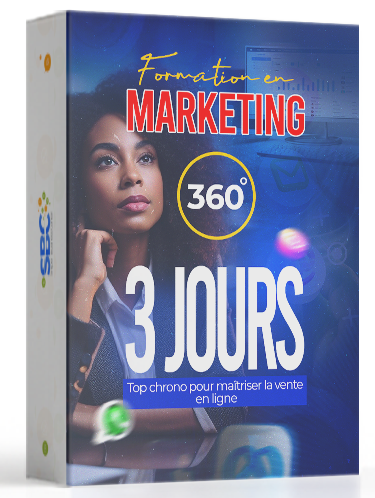 Formation en
MARKETING
360°
3 JOURS
Top chrono pour maîtriser la vente
en ligne
SBC